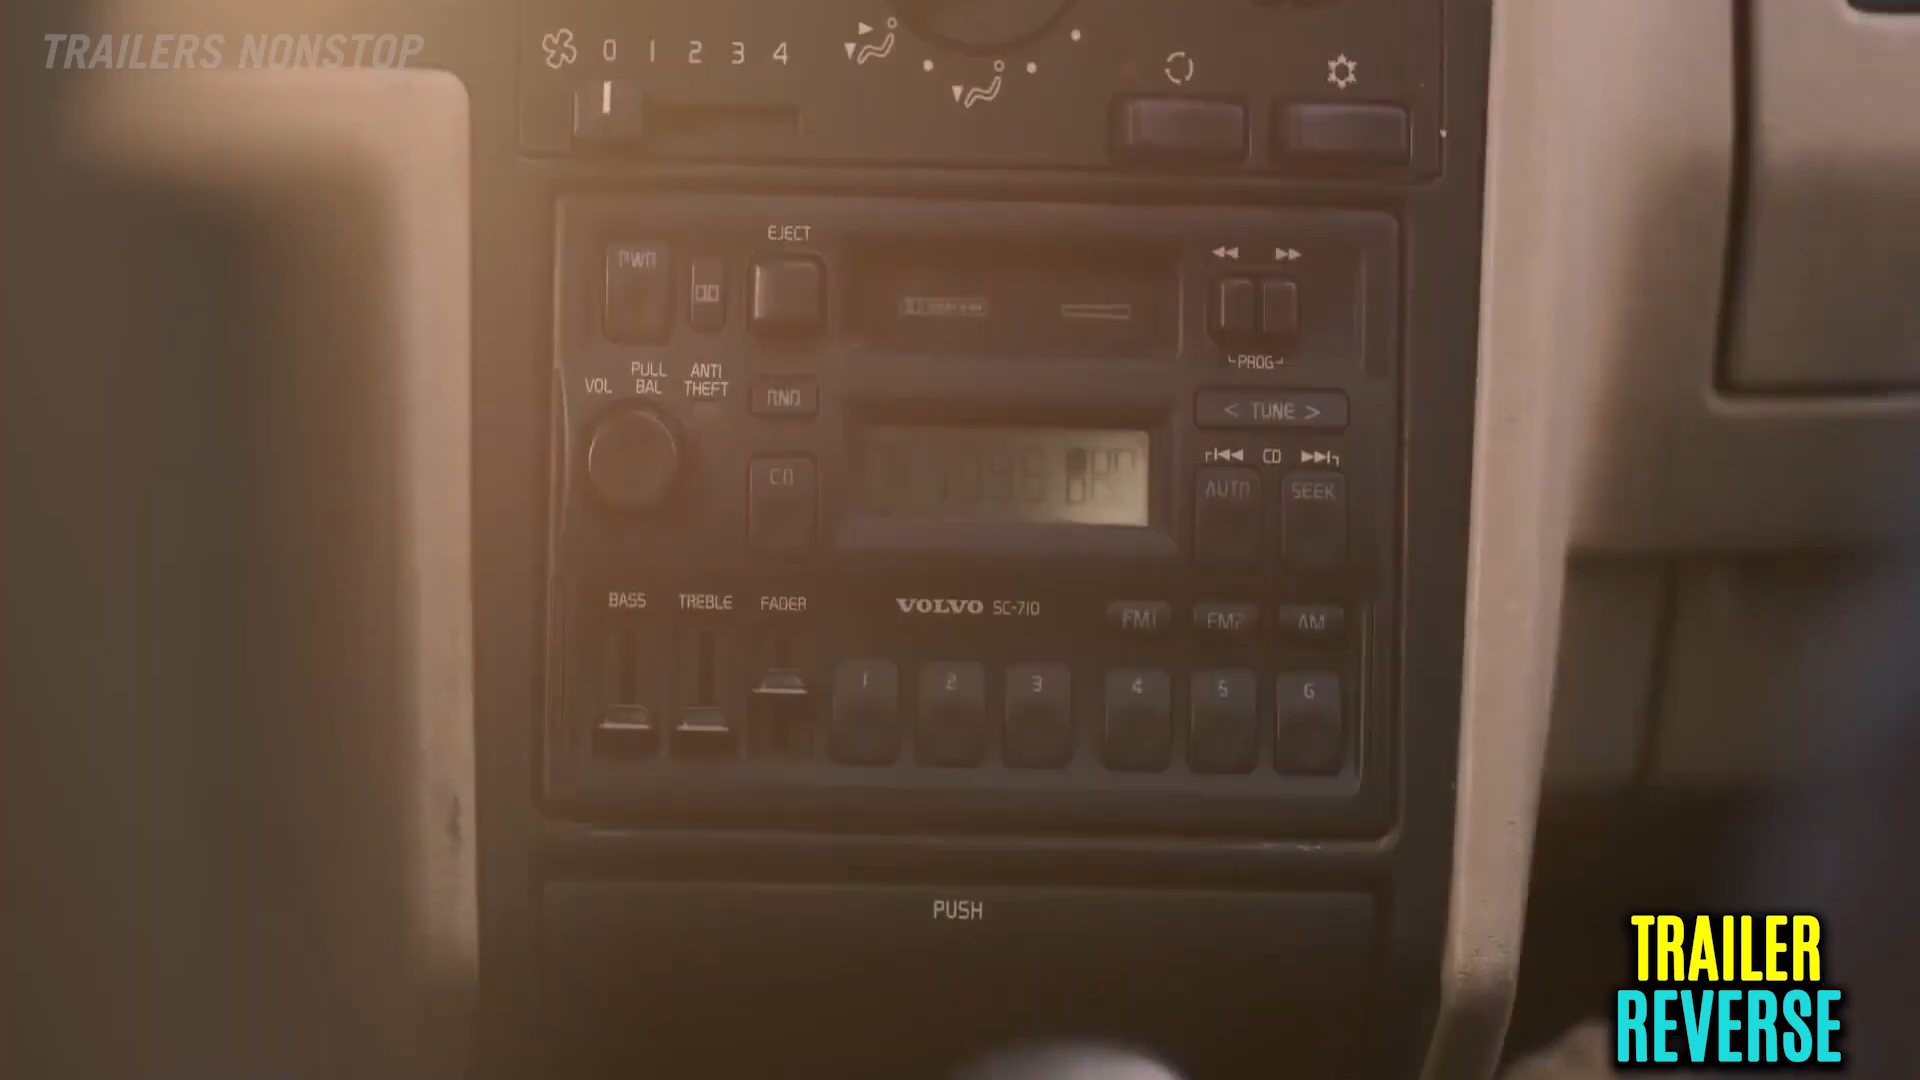 TRAILERS NONSTOP
0 1 2 3 4
EJECT
PWR
PROG
VOL PULL BAL ANTI THEFT
RND
< TUNE >
CD
CD
AUTO SEEK
BASS TREBLE FADER
VOLVO SC-710
FM1 FM2 AM
1 2 3 4 5 6
PUSH
TRAILER
REVERSE